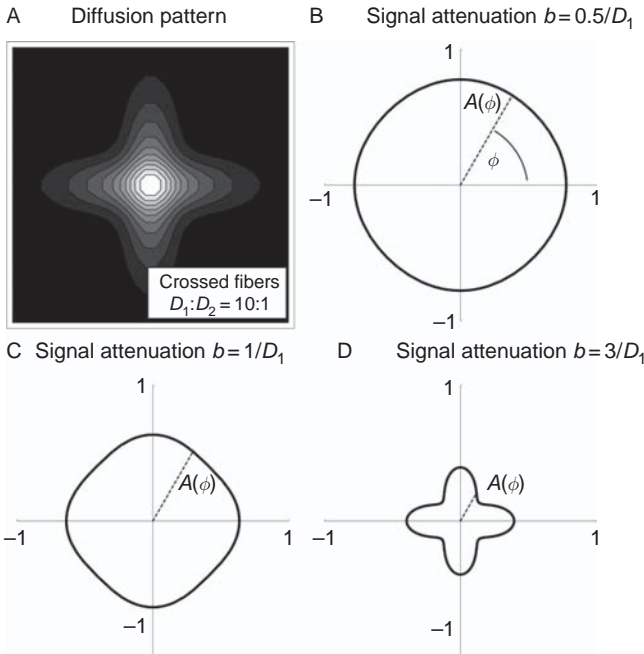 A Diffusion pattern
Crossed fibers
D₁:D₂ = 10:1
B Signal attenuation b = 0.5/D₁
1
A(ϕ)
ϕ
−1
1
−1
C Signal attenuation b = 1/D₁
1
A(ϕ)
−1
1
−1
D Signal attenuation b = 3/D₁
1
A(ϕ)
−1
1
−1